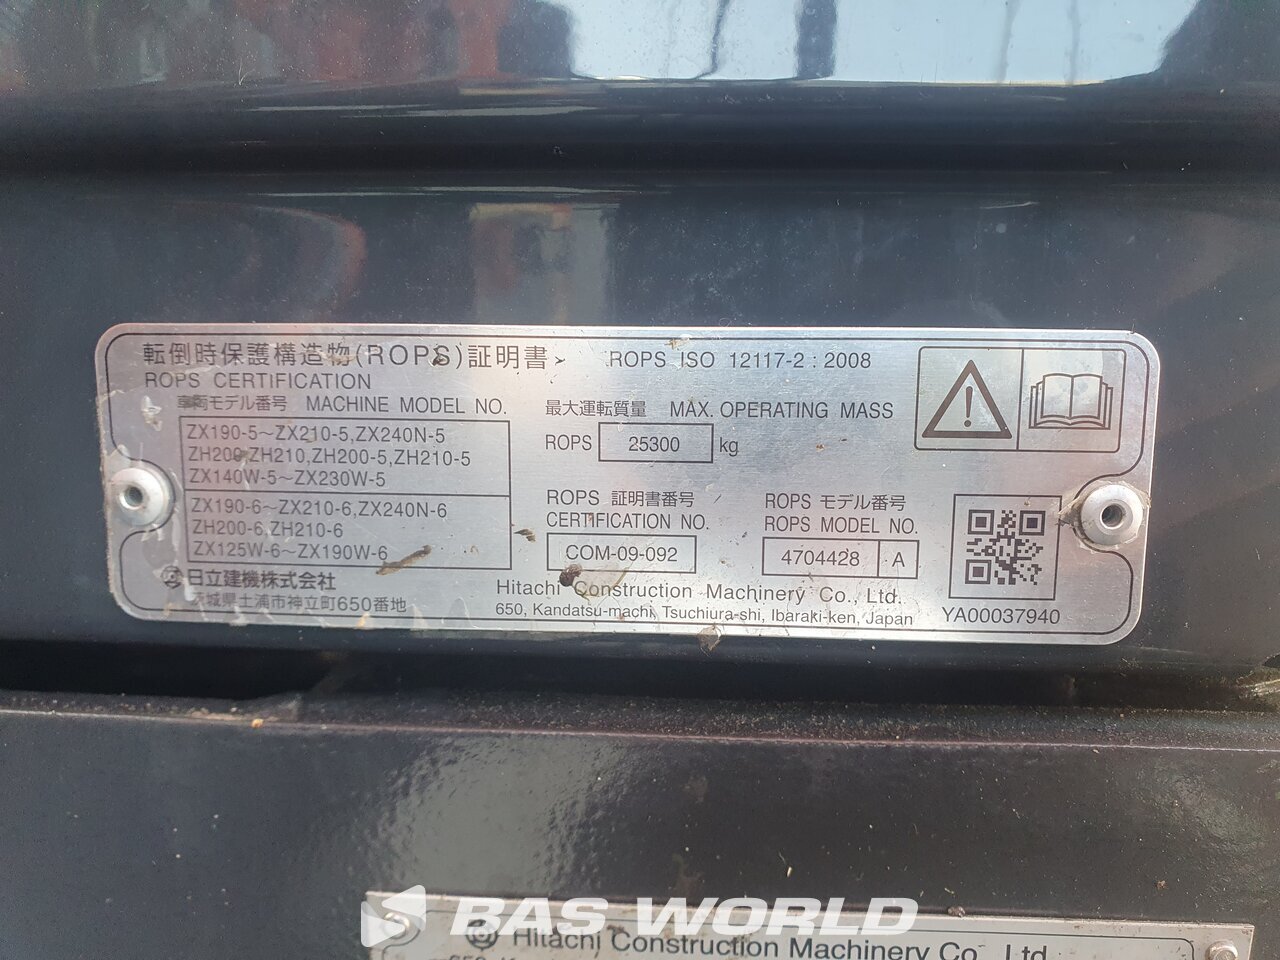 転倒時保護構造物(ROPS)証明書 ROPS ISO 12117-2 : 2008
ROPS CERTIFICATION
車両モデル番号 MACHINE MODEL NO.
ZX190-5~ZX210-5,ZX240N-5
ZH200,ZH210,ZH200-5,ZH210-5
ZX140W-5~ZX230W-5
ZX190-6~ZX210-6,ZX240N-6
ZH200-6,ZH210-6
ZX125W-6~ZX190W-6
最大運転質量 MAX. OPERATING MASS
ROPS 25300 kg
ROPS 証明書番号
CERTIFICATION NO.
COM-09-092
ROPS モデル番号
ROPS MODEL NO.
4704428 A
日立建機株式会社
茨城県土浦市神立町650番地
Hitachi Construction Machinery Co., Ltd.
650, Kandatsu-machi, Tsuchiura-shi, Ibaraki-ken, Japan
YA00037940
BAS WORLD
Hitachi Construction Machinery Co., Ltd.